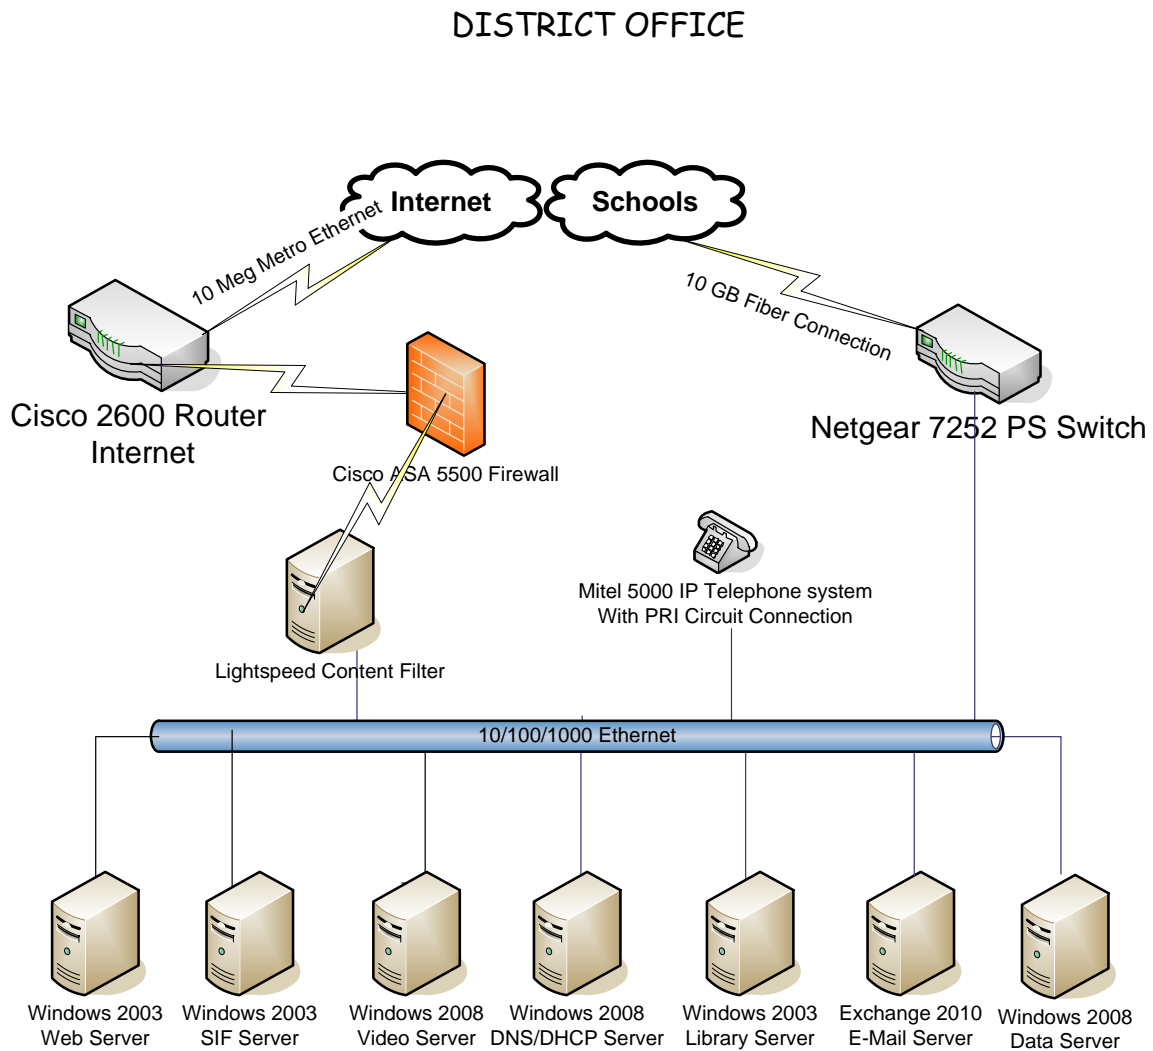 DISTRICT OFFICE
Internet
Schools
10 Meg Metro Ethernet
10 GB Fiber Connection
Cisco 2600 Router
Internet
Netgear 7252 PS Switch
Cisco ASA 5500 Firewall
Mitel 5000 IP Telephone system
With PRI Circuit Connection
Lightspeed Content Filter
10/100/1000 Ethernet
Windows 2003
Web Server
Windows 2003
SIF Server
Windows 2008
Video Server
Windows 2008
DNS/DHCP Server
Windows 2003
Library Server
Exchange 2010
E-Mail Server
Windows 2008
Data Server